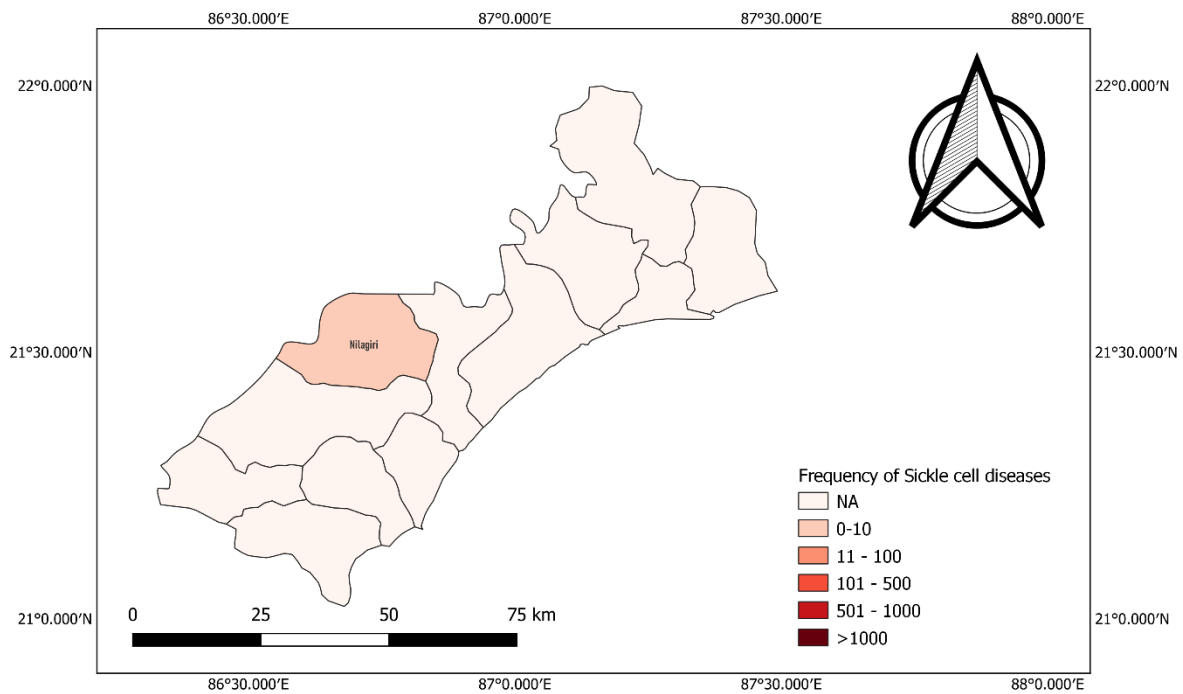 86°30.000′E 87°0.000′E 87°30.000′E 88°0.000′E
22°0.000′N 22°0.000′N
Nilagiri
21°30.000′N 21°30.000′N
Frequency of Sickle cell diseases
NA
0-10
11 - 100
101 - 500
501 - 1000
>1000
0 25 50 75 km
21°0.000′N 21°0.000′N
86°30.000′E 87°0.000′E 87°30.000′E 88°0.000′E